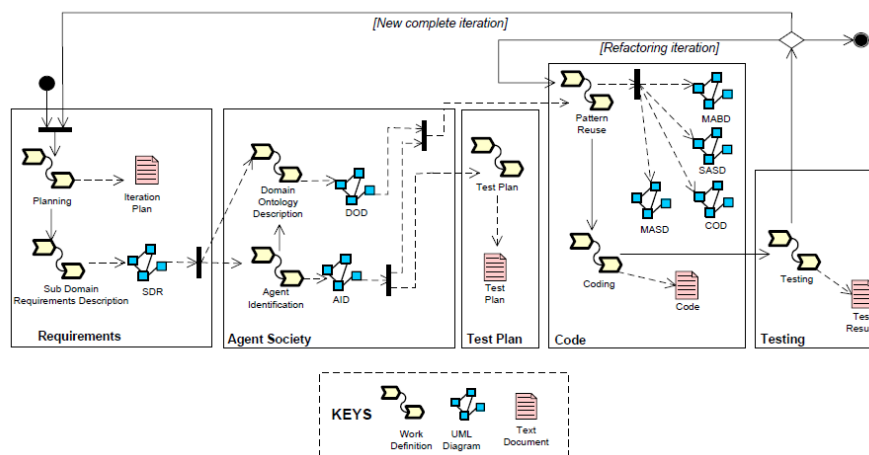 [New complete iteration]
[Refactoring iteration]
Planning
Iteration
Plan
Sub Domain
Requirements Description
SDR
Requirements
Domain
Ontology
Description
DOD
Agent
Identification
AID
Agent Society
Test Plan
Test
Plan
Test Plan
Pattern
Reuse
MABD
SASD
COD
MASD
Coding
Code
Code
Testing
Testing
KEYS
Work
Definition
UML
Diagram
Text
Document